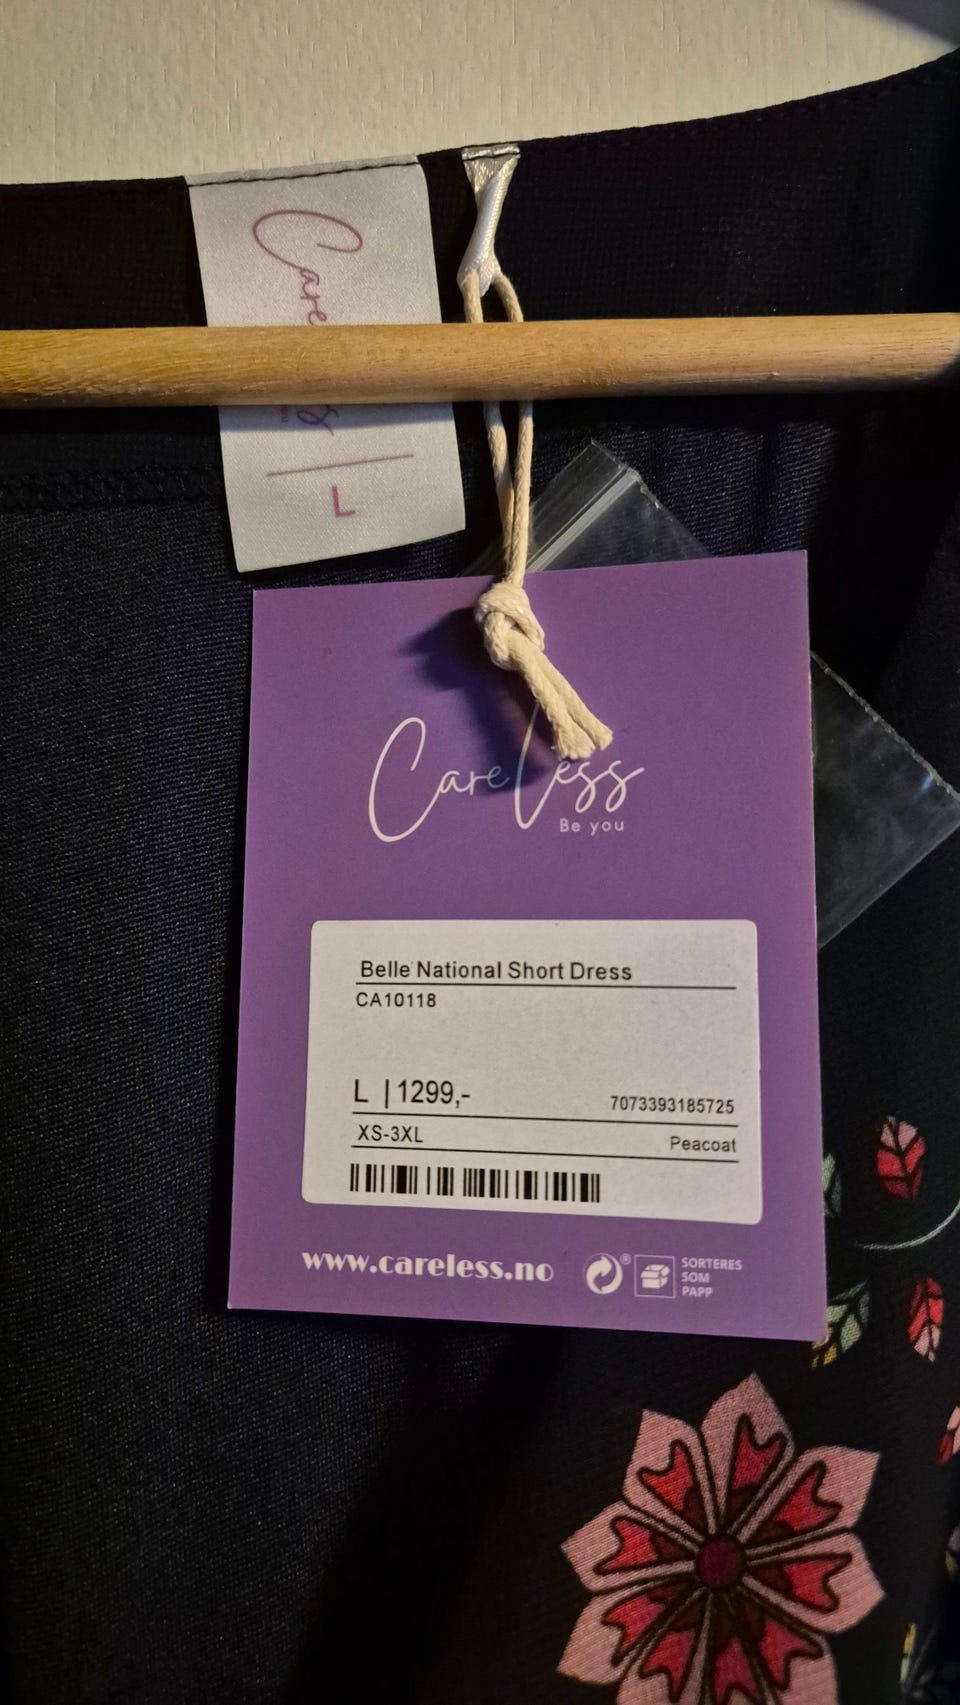 Care
ss
L
CareLess
Be you
Belle National Short Dress
CA10118
L | 1299,-
7073393185725
XS-3XL
Peacoat
www.careless.no
®
SORTERES
SOM
PAPP